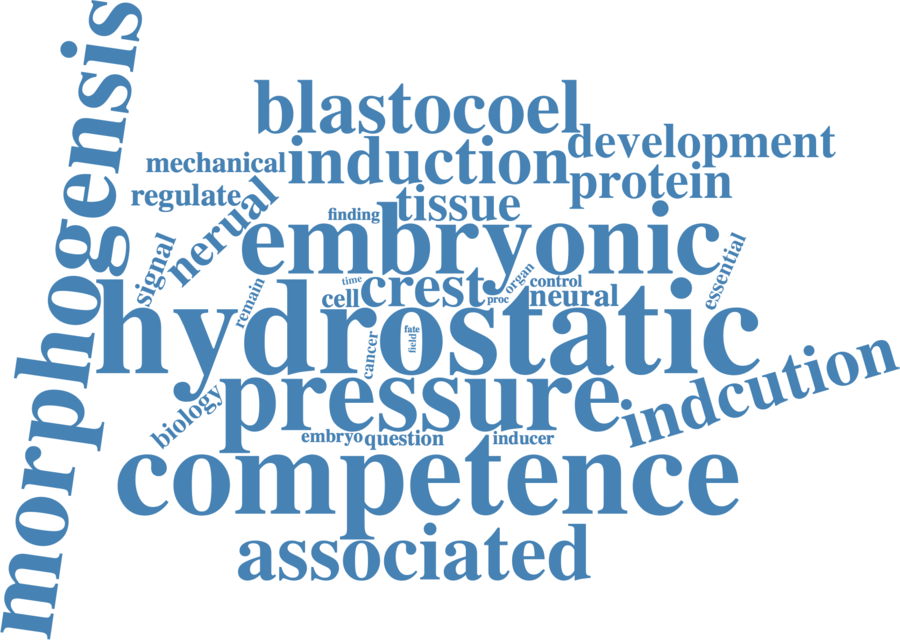 morphogensis
blastocoel
development
mechanical
induction
protein
regulate
nerual
tissue
finding
embryonic
signal
essential
remain
time
organ
control
cell
crest
proc
neural
hydrostatic
cancer
fate
field
pressure
indcution
biology
embryo
question
inducer
competence
associated